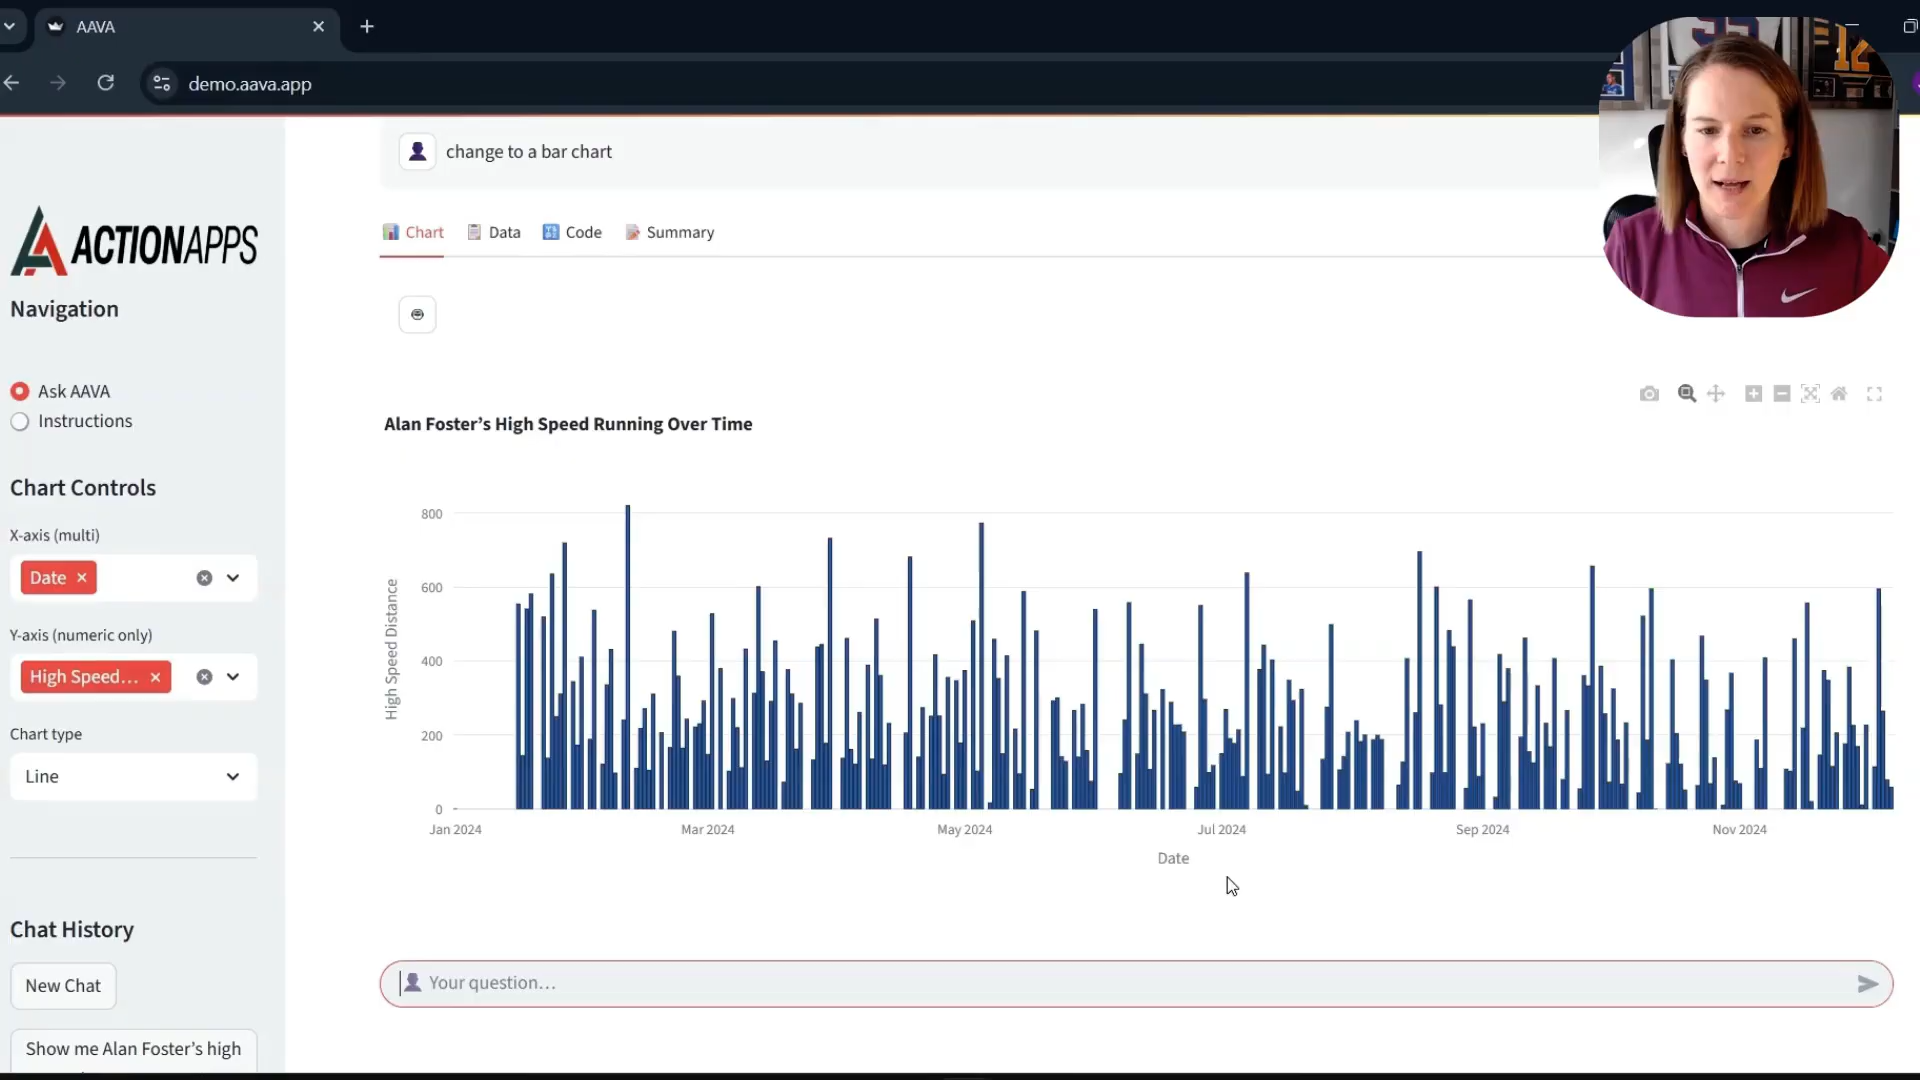 AAVA
demo.aava.app
change to a bar chart
Chart
Data
Code
Summary
ACTIONAPPS
Navigation
Ask AAVA
Instructions
Chart Controls
X-axis (multi)
Date
Y-axis (numeric only)
High Speed...
Chart type
Line
Chat History
New Chat
Show me Alan Foster’s high
Alan Foster’s High Speed Running Over Time
High Speed Distance
800
600
400
200
0
Jan 2024
Mar 2024
May 2024
Jul 2024
Sep 2024
Nov 2024
Date
Your question...
12